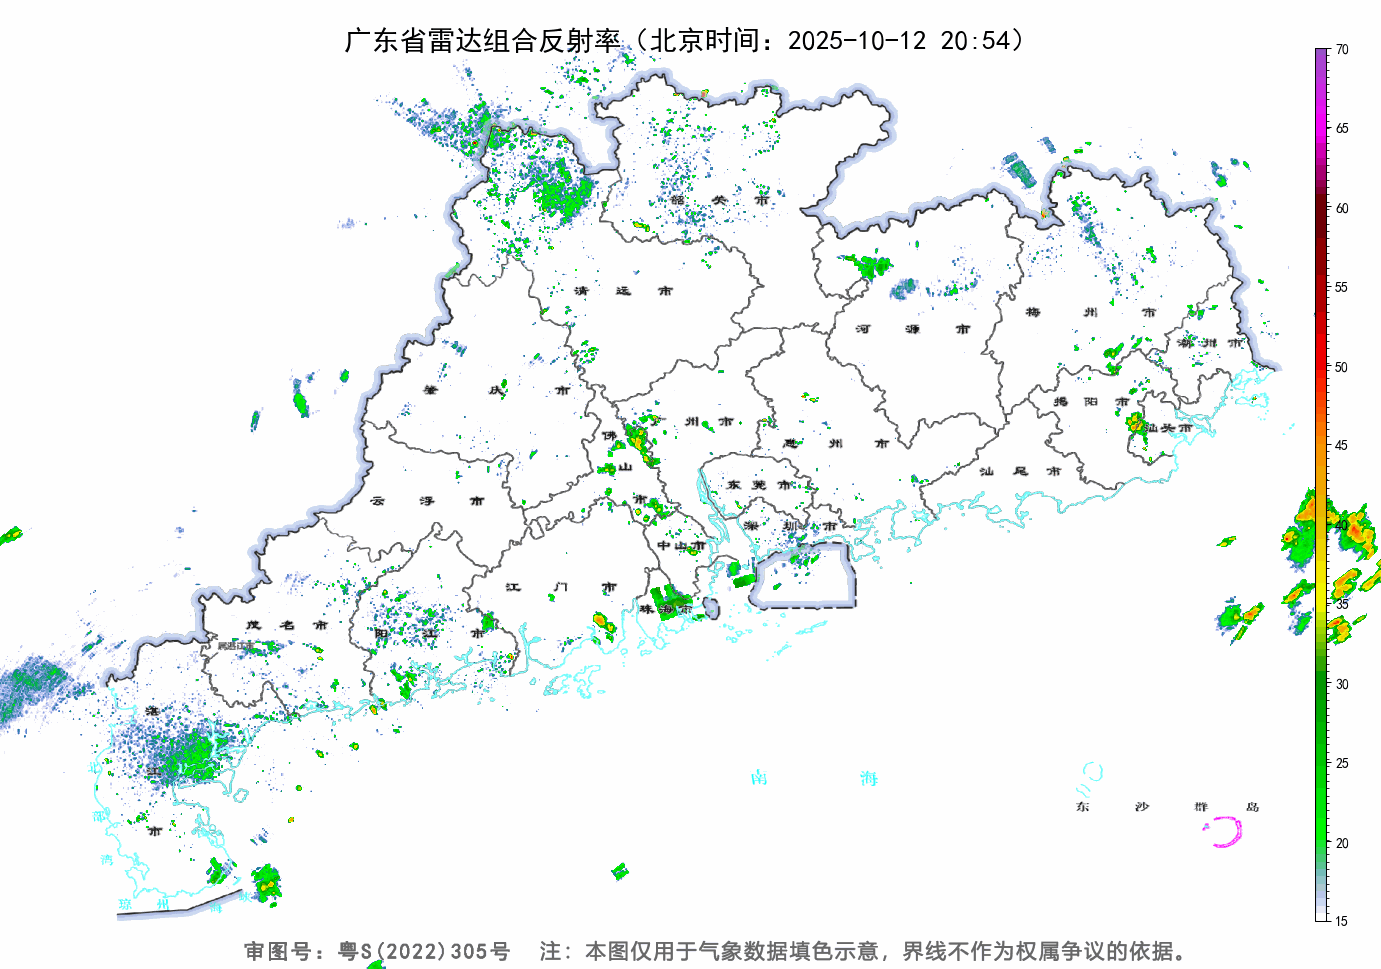 广东省雷达组合反射率（北京时间：2025-10-12 20:54）
70
65
60
55
50
45
40
35
30
25
20
15
韶 关 市
清 远 市
河 源 市
梅 州 市
潮 州 市
肇 庆 市
揭 阳 市
汕头市
广 州 市
佛 山 市
惠 州 市
汕 尾 市
云 浮 市
东 莞 市
深 圳 市
中山市
江 门 市
珠海市
茂 名 市
阳 江 市
属湛江市
湛 江 市
北 部 湾
琼 州 海 峡
南 海
东 沙 群 岛
审图号：粤S(2022)305号 注：本图仅用于气象数据填色示意，界线不作为权属争议的依据。